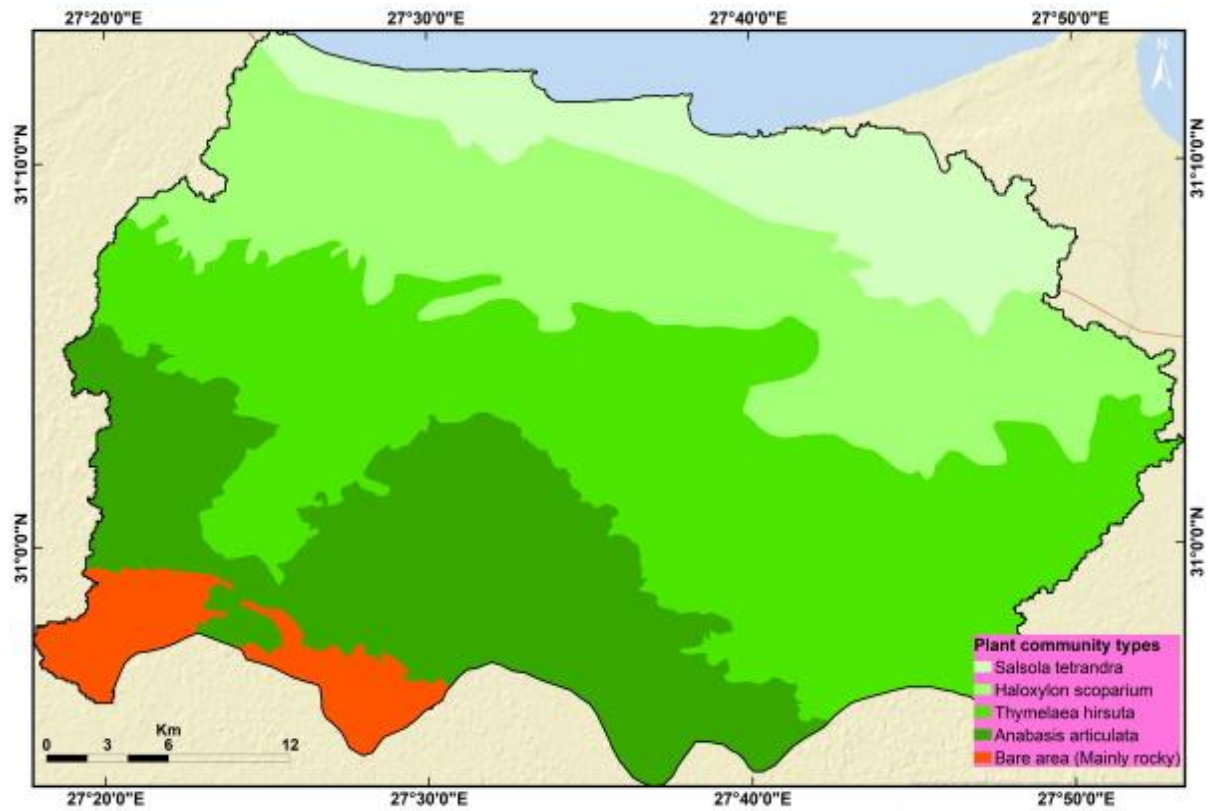 27°20'0"E 27°30'0"E 27°40'0"E 27°50'0"E
N
31°10'0"N 31°10'0"N
31°0'0"N 31°0'0"N
Plant community types
Salsola tetrandra
Haloxylon scoparium
Thymelaea hirsuta
Anabasis articulata
Bare area (Mainly rocky)
Km
0 3 6 12
27°20'0"E 27°30'0"E 27°40'0"E 27°50'0"E